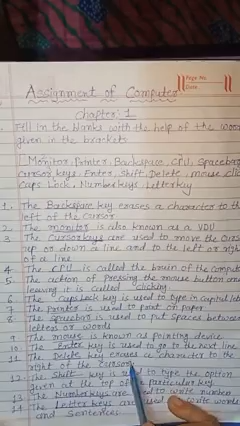 Page No.
Date
Assignment of Computer
Chapter: 1
Fill in the blanks with the help of the words
given in the brackets
[Monitor, Printer, Backspace, CPU, Spacebar
Cursor keys, Enter, Shift, Delete, mouse click
Caps Lock, Number keys, Letter key
1. The Backspace key erases a character to the
left of the cursor
2. The monitor is also known as a VDU
3 The cursor keys are used to move the cursor
up or down a line and to the left or right
of a line
4 The CPU is called the brain of the Computer
5. The action of pressing the mouse button and
leaving it is called clicking.
6 The Caps Lock key is used to type in Capital letters
7 The printer is used to print on paper
8 The spacebar is used to put spaces between
letters or words
9 The mouse is known as pointing device
10 The Enter key is used to go to the next line
11 The Delete key erases a character to the
right of the cursor
12. The Shift key is used to type the option
given at the top of a particular key
13 The Number keys are used to write number
14 The Letter keys are used to write words
and Sentences